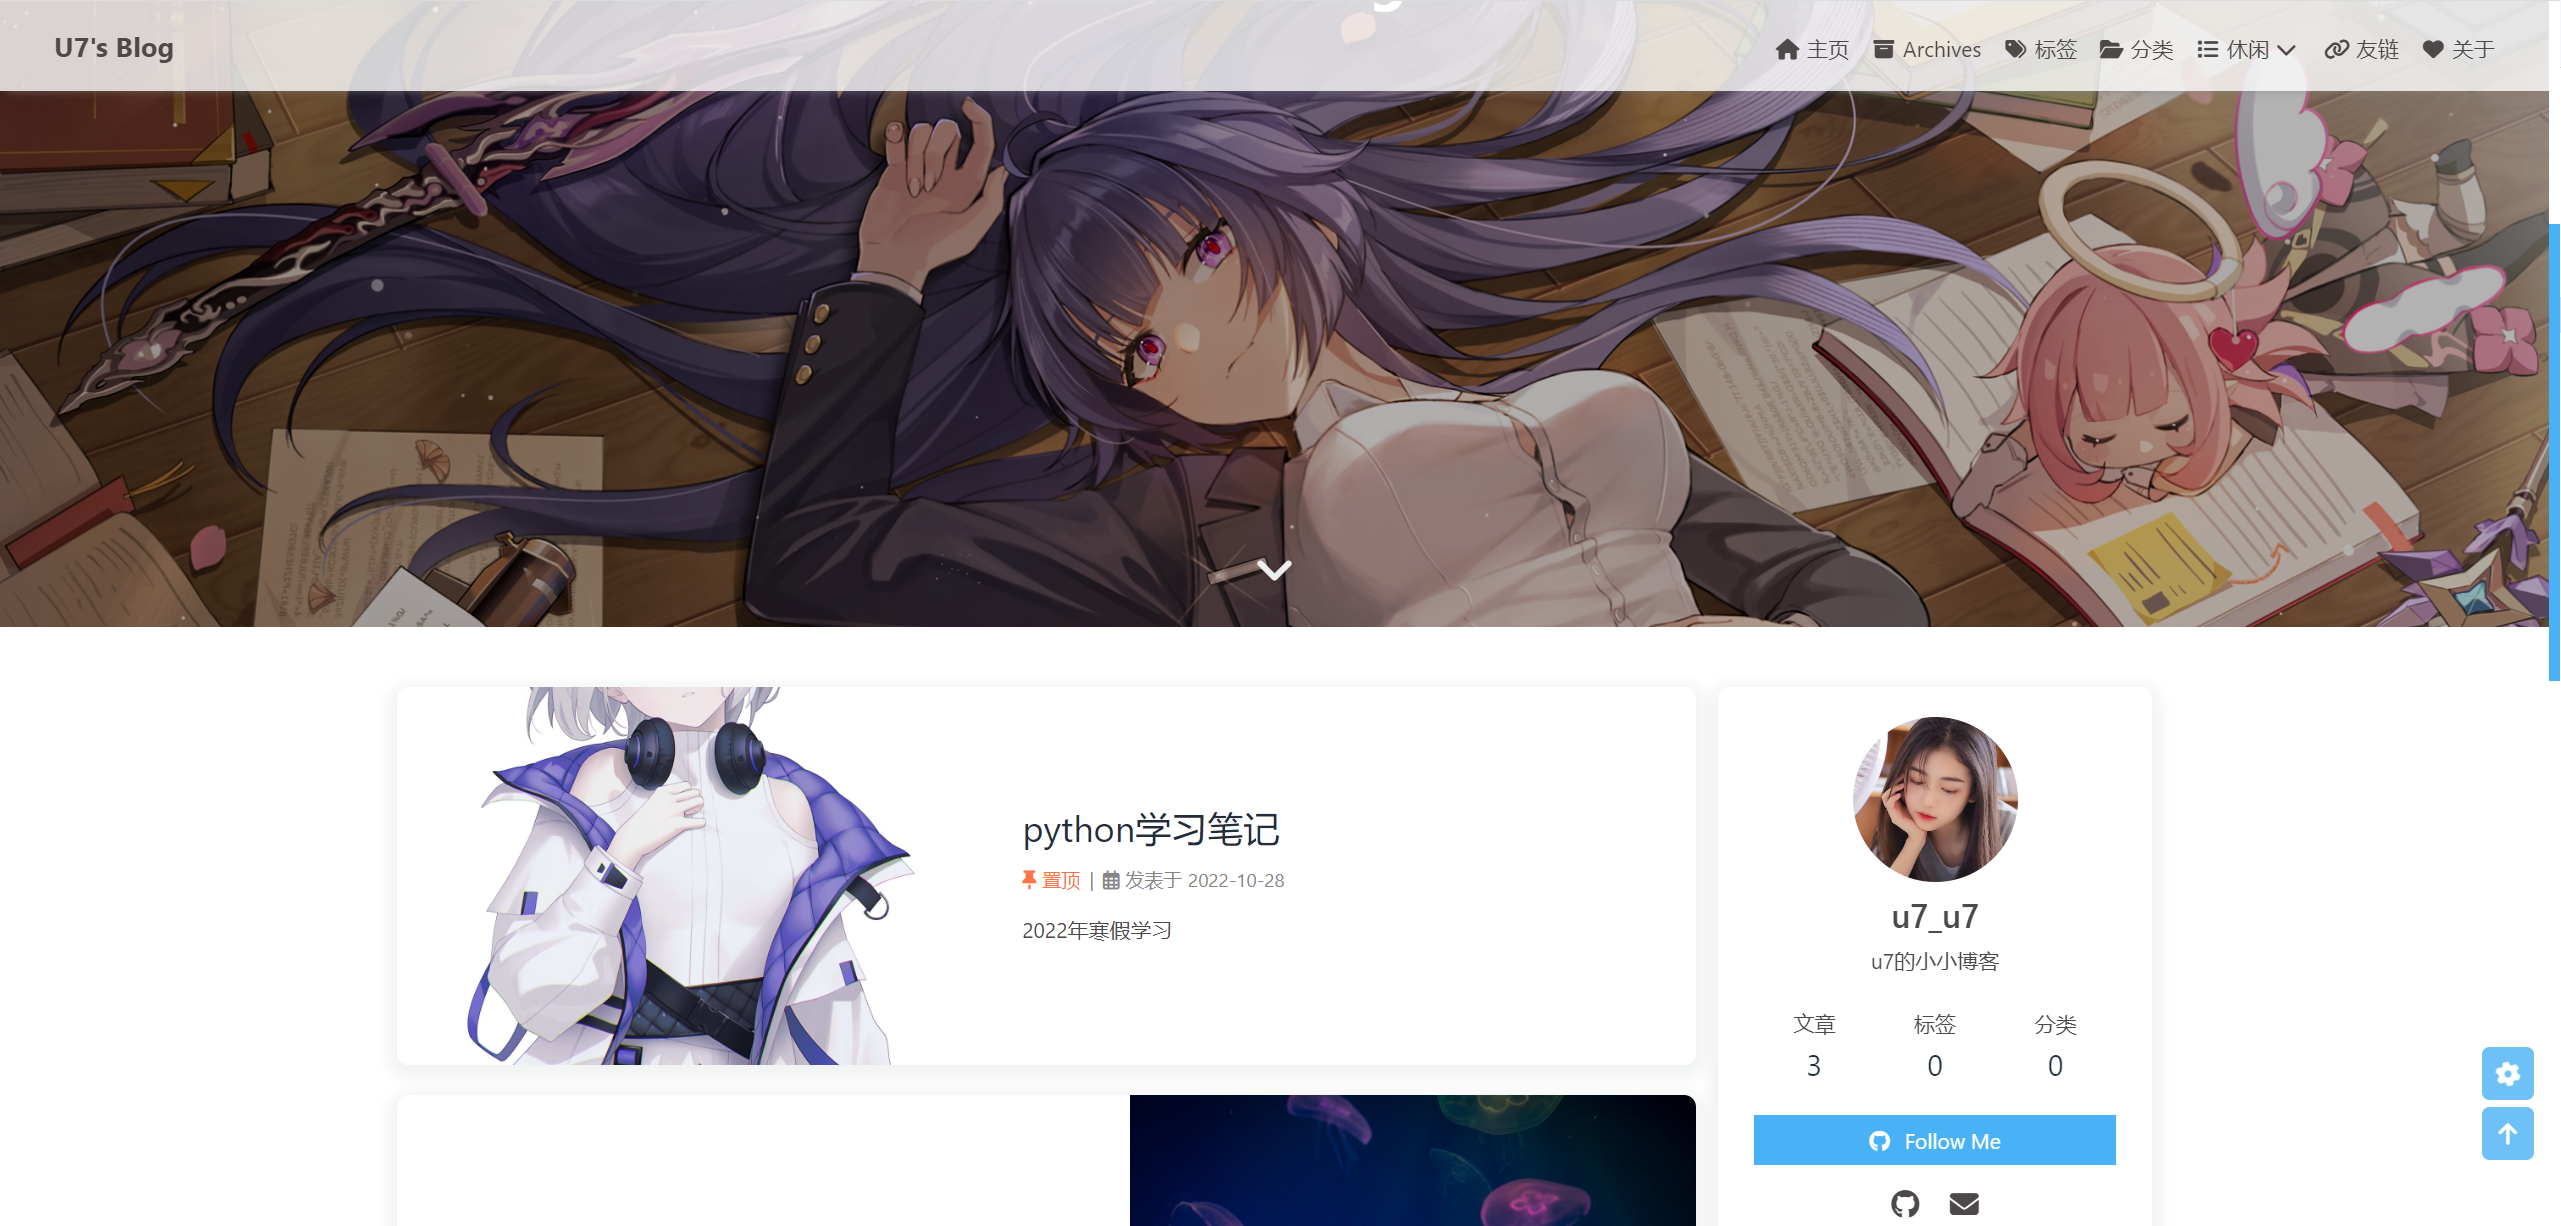 U7's Blog
主页 Archives 标签 分类 休闲 友链 关于
python学习笔记
置顶 | 发表于 2022-10-28
2022年寒假学习
u7_u7
u7的小小博客
文章 标签 分类
3 0 0
Follow Me